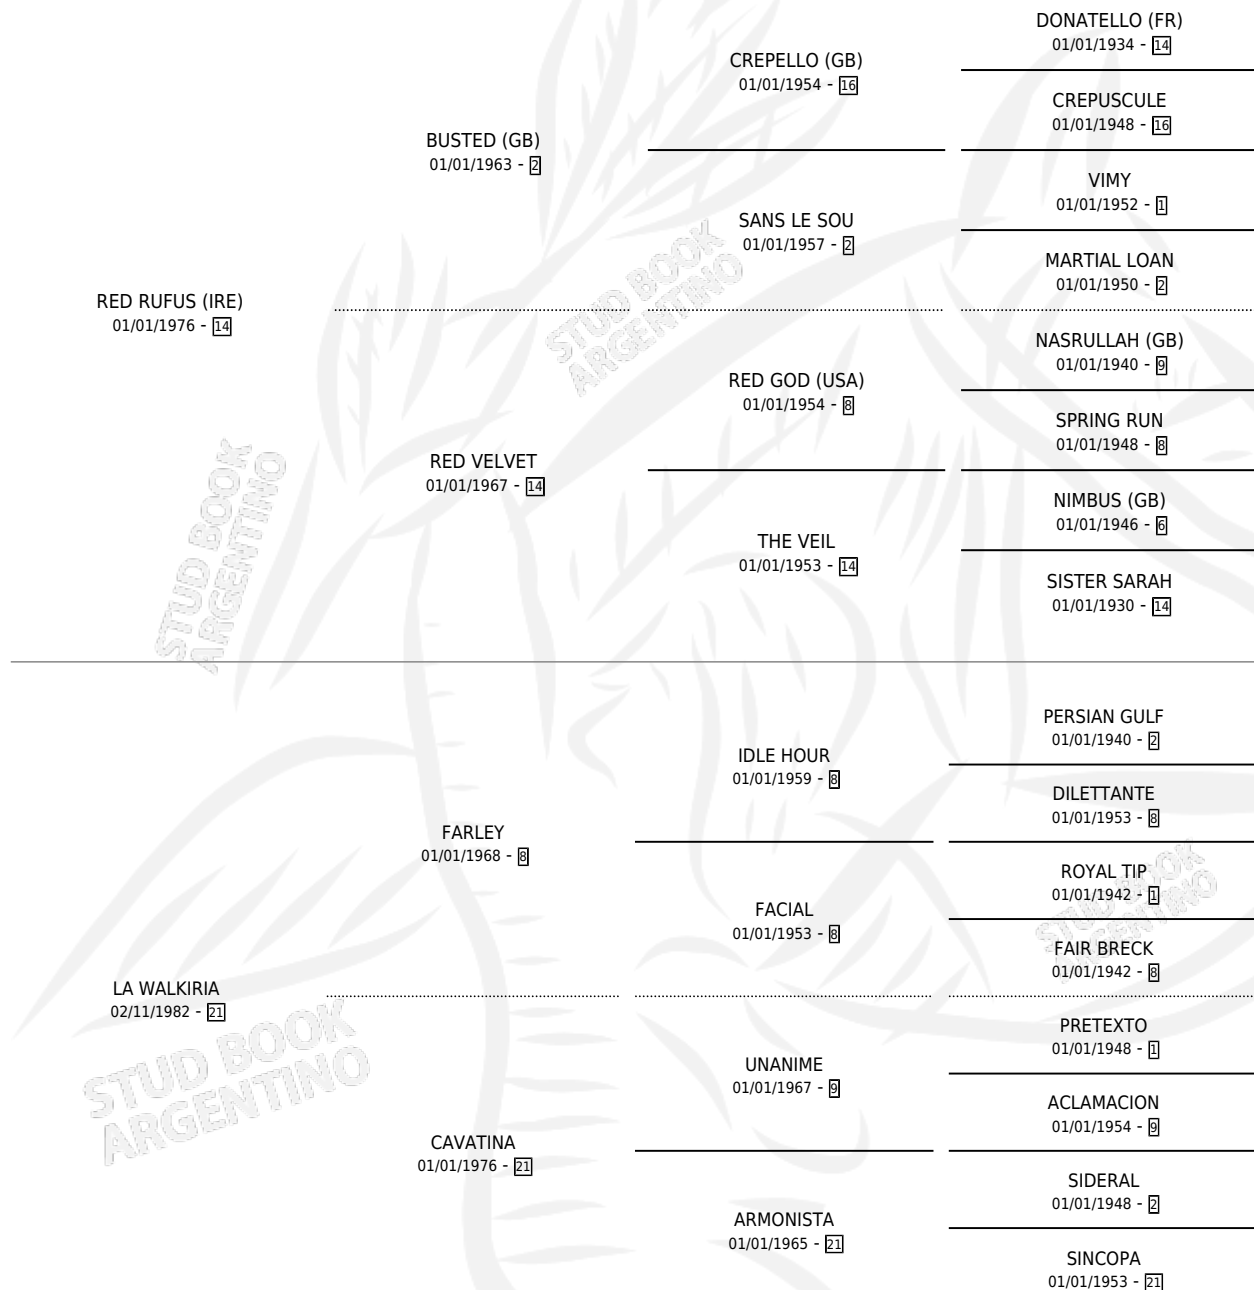 DONATELLO (FR)
01/01/1934 - 14
CREPELLO (GB)
01/01/1954 - 16
CREPUSCULE
01/01/1948 - 16
BUSTED (GB)
01/01/1963 - 2
VIMY
01/01/1952 - 1
SANS LE SOU
01/01/1957 - 2
MARTIAL LOAN
01/01/1950 - 2
RED RUFUS (IRE)
01/01/1976 - 14
NASRULLAH (GB)
01/01/1940 - 9
RED GOD (USA)
01/01/1954 - 8
SPRING RUN
01/01/1948 - 8
RED VELVET
01/01/1967 - 14
NIMBUS (GB)
01/01/1946 - 6
THE VEIL
01/01/1953 - 14
SISTER SARAH
01/01/1930 - 14
PERSIAN GULF
01/01/1940 - 2
IDLE HOUR
01/01/1959 - 8
DILETTANTE
01/01/1953 - 8
FARLEY
01/01/1968 - 8
ROYAL TIP
01/01/1942 - 1
FACIAL
01/01/1953 - 8
FAIR BRECK
01/01/1942 - 8
LA WALKIRIA
02/11/1982 - 21
PRETEXTO
01/01/1948 - 1
UNANIME
01/01/1967 - 9
ACLAMACION
01/01/1954 - 9
CAVATINA
01/01/1976 - 21
SIDERAL
01/01/1948 - 2
ARMONISTA
01/01/1965 - 21
SINCOPA
01/01/1953 - 21
STUD BOOK
ARGENTINO
STUD BOOK
ARGENTINO
STUD BOOK
ARGENTINO
STUD BOOK
ARGENTINO